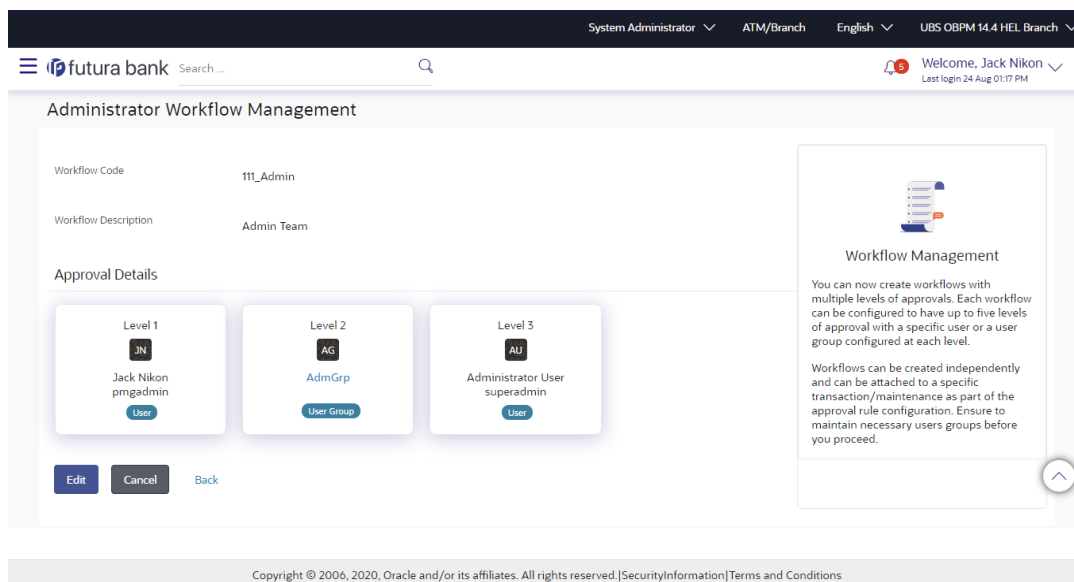 System Administrator ATM/Branch English UBS OBPM 14.4 HEL Branch
futura bank Search ... 5 Welcome, Jack Nikon
Last login 24 Aug 01:17 PM
Administrator Workflow Management
Workflow Code 111_Admin
Workflow Description Admin Team
Approval Details
Level 1
JN
Jack Nikon
pmgadmin
User
Level 2
AG
AdmGrp
User Group
Level 3
AU
Administrator User
superadmin
User
Edit Cancel Back
Workflow Management
You can now create workflows with
multiple levels of approvals. Each workflow
can be configured to have up to five levels
of approval with a specific user or a user
group configured at each level.
Workflows can be created independently
and can be attached to a specific
transaction/maintenance as part of the
approval rule configuration. Ensure to
maintain necessary users groups before
you proceed.
Copyright © 2006, 2020, Oracle and/or its affiliates. All rights reserved.|SecurityInformation|Terms and Conditions